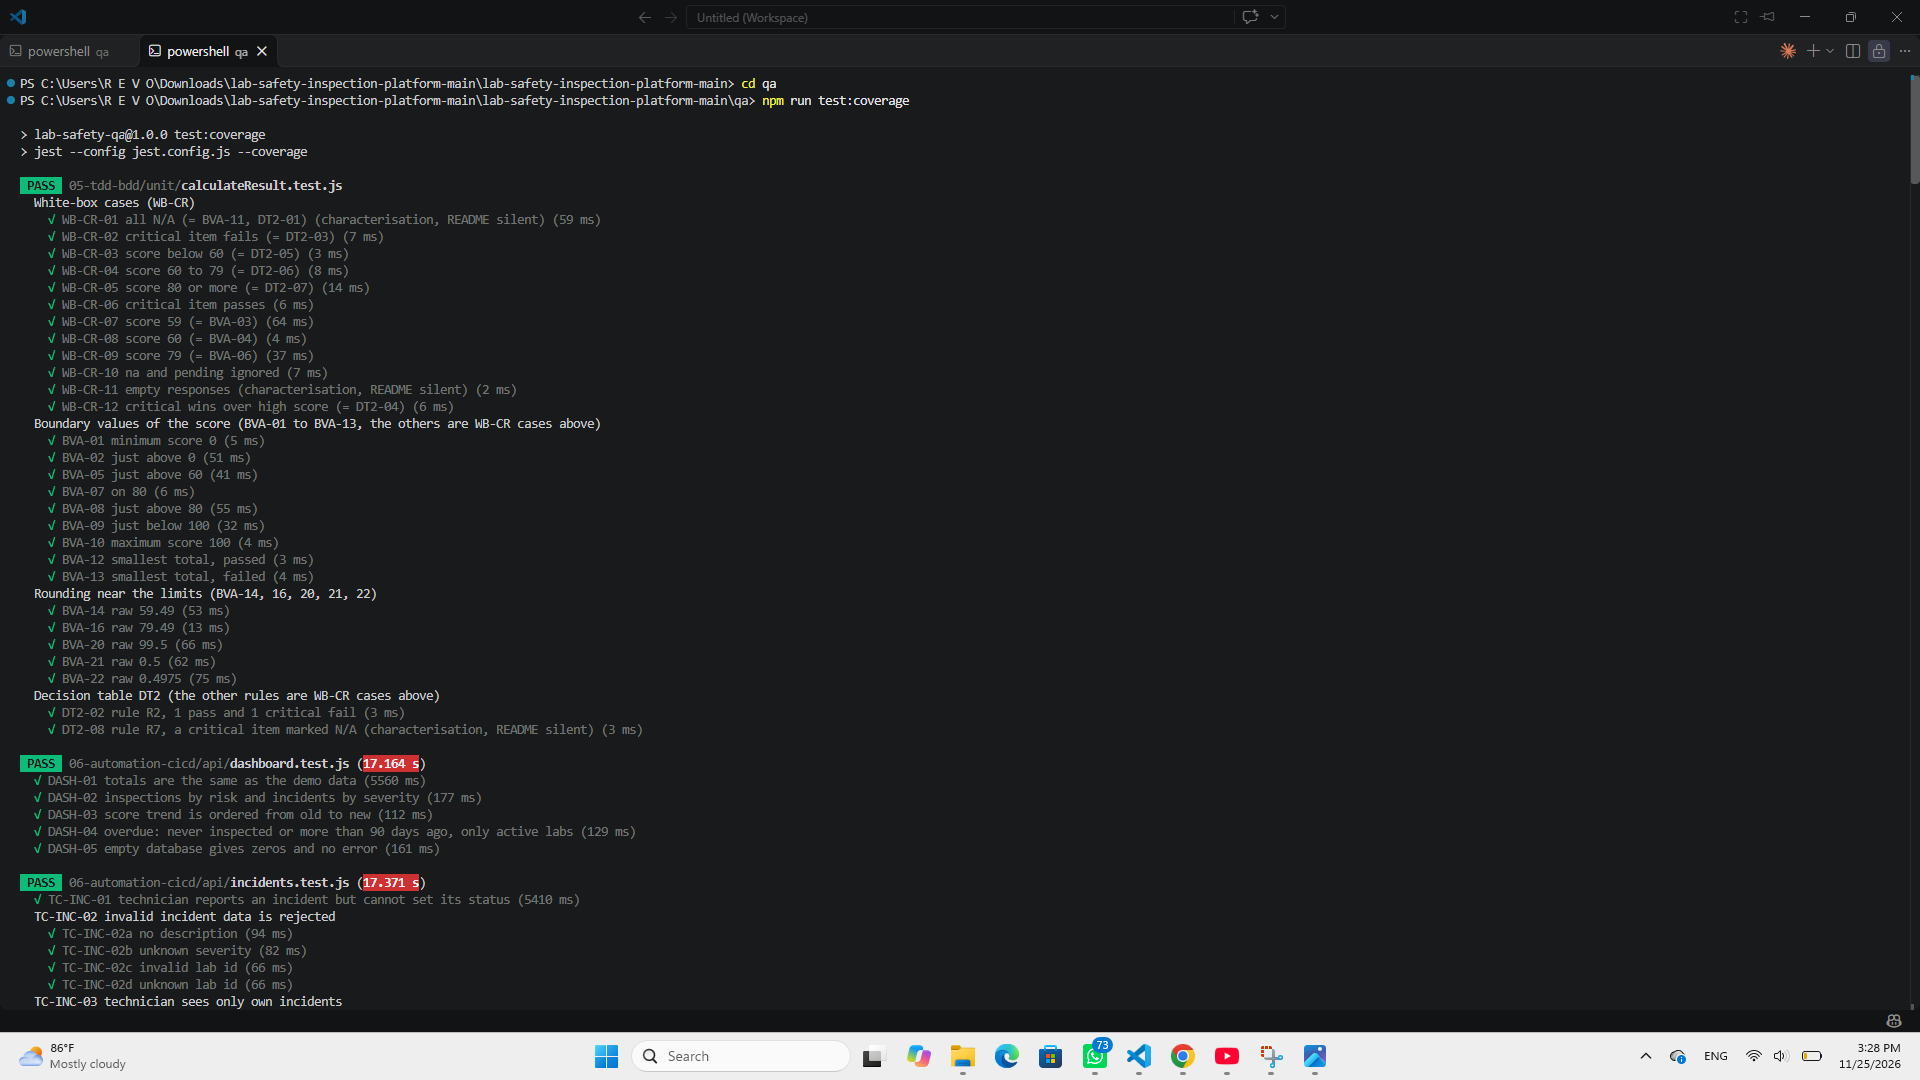 Untitled (Workspace)
powershell qa
powershell qa
PS C:\Users\R E V O\Downloads\lab-safety-inspection-platform-main\lab-safety-inspection-platform-main> cd qa
PS C:\Users\R E V O\Downloads\lab-safety-inspection-platform-main\lab-safety-inspection-platform-main\qa> npm run test:coverage
> lab-safety-qa@1.0.0 test:coverage
> jest --config jest.config.js --coverage
PASS 05-tdd-bdd/unit/calculateResult.test.js
White-box cases (WB-CR)
√ WB-CR-01 all N/A (= BVA-11, DT2-01) (characterisation, README silent) (59 ms)
√ WB-CR-02 critical item fails (= DT2-03) (7 ms)
√ WB-CR-03 score below 60 (= DT2-05) (3 ms)
√ WB-CR-04 score 60 to 79 (= DT2-06) (8 ms)
√ WB-CR-05 score 80 or more (= DT2-07) (14 ms)
√ WB-CR-06 critical item passes (6 ms)
√ WB-CR-07 score 59 (= BVA-03) (64 ms)
√ WB-CR-08 score 60 (= BVA-04) (4 ms)
√ WB-CR-09 score 79 (= BVA-06) (37 ms)
√ WB-CR-10 na and pending ignored (7 ms)
√ WB-CR-11 empty responses (characterisation, README silent) (2 ms)
√ WB-CR-12 critical wins over high score (= DT2-04) (6 ms)
Boundary values of the score (BVA-01 to BVA-13, the others are WB-CR cases above)
√ BVA-01 minimum score 0 (5 ms)
√ BVA-02 just above 0 (51 ms)
√ BVA-05 just above 60 (41 ms)
√ BVA-07 on 80 (6 ms)
√ BVA-08 just above 80 (55 ms)
√ BVA-09 just below 100 (32 ms)
√ BVA-10 maximum score 100 (4 ms)
√ BVA-12 smallest total, passed (3 ms)
√ BVA-13 smallest total, failed (4 ms)
Rounding near the limits (BVA-14, 16, 20, 21, 22)
√ BVA-14 raw 59.49 (53 ms)
√ BVA-16 raw 79.49 (13 ms)
√ BVA-20 raw 99.5 (66 ms)
√ BVA-21 raw 0.5 (62 ms)
√ BVA-22 raw 0.4975 (75 ms)
Decision table DT2 (the other rules are WB-CR cases above)
√ DT2-02 rule R2, 1 pass and 1 critical fail (3 ms)
√ DT2-08 rule R7, a critical item marked N/A (characterisation, README silent) (3 ms)
PASS 06-automation-cicd/api/dashboard.test.js (17.164 s)
√ DASH-01 totals are the same as the demo data (5560 ms)
√ DASH-02 inspections by risk and incidents by severity (177 ms)
√ DASH-03 score trend is ordered from old to new (112 ms)
√ DASH-04 overdue: never inspected or more than 90 days ago, only active labs (129 ms)
√ DASH-05 empty database gives zeros and no error (161 ms)
PASS 06-automation-cicd/api/incidents.test.js (17.371 s)
√ TC-INC-01 technician reports an incident but cannot set its status (5410 ms)
TC-INC-02 invalid incident data is rejected
√ TC-INC-02a no description (94 ms)
√ TC-INC-02b unknown severity (82 ms)
√ TC-INC-02c invalid lab id (66 ms)
√ TC-INC-02d unknown lab id (66 ms)
TC-INC-03 technician sees only own incidents
86°F
Mostly cloudy
Search
73
ENG
3:28 PM
11/25/2026